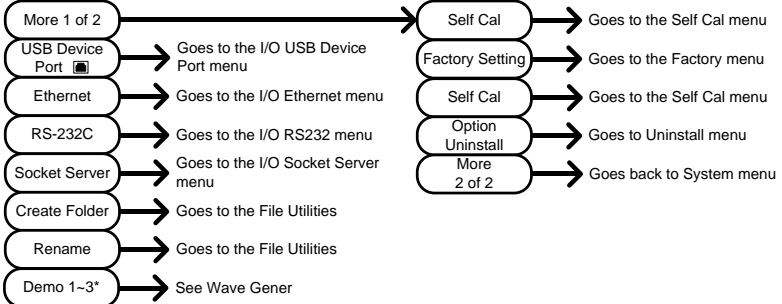 More 1 of 2
USB Device
Port
Goes to the I/O USB Device
Port menu
Ethernet
Goes to the I/O Ethernet menu
RS-232C
Goes to the I/O RS232 menu
Socket Server
Goes to the I/O Socket Server
menu
Create Folder
Goes to the File Utilities
Rename
Goes to the File Utilities
Demo 1~3*
See Wave Gener
Self Cal
Goes to the Self Cal menu
Factory Setting
Goes to the Factory menu
Self Cal
Goes to the Self Cal menu
Option
Uninstall
Goes to Uninstall menu
More
2 of 2
Goes back to System menu